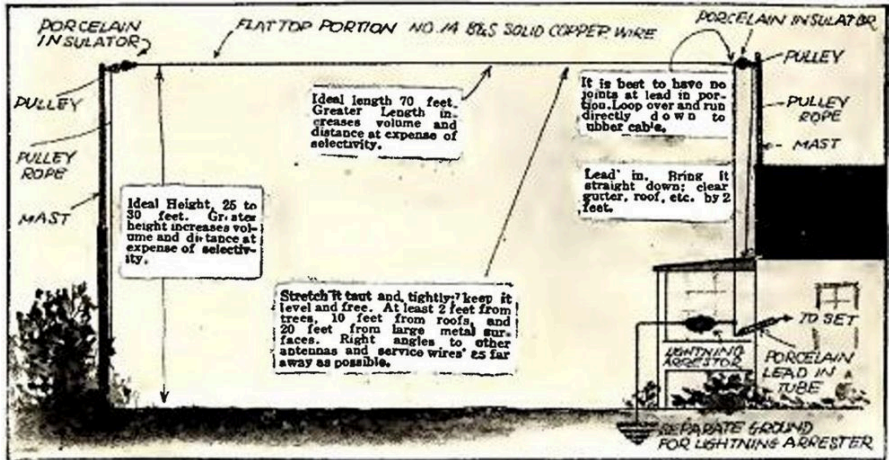 PORCELAIN
INSULATOR
FLAT TOP PORTION NO. 14 B&S SOLID COPPER WIRE
PORCELAIN INSULATOR
PULLEY
PULLEY
ROPE
MAST
PULLEY
PULLEY
ROPE
MAST
Ideal length 70 feet.
Greater Length in-
creases volume and
distance at expense of
selectivity.
It is best to have no
joints at lead in por-
tion. Loop over and run
directly down to
rubber cable.
Lead in. Bring it
straight down; clear
gutter, roof, etc. by 2
feet.
Ideal Height, 25 to
30 feet. Greater
height increases vol-
ume and distance at
expense of selectiv-
ity.
Stretch it taut and tightly; keep it
level and free. At least 2 feet from
trees, 10 feet from roofs, and
20 feet from large metal sur-
faces. Right angles to other
antennas and service wires as far
away as possible.
TO SET
LIGHTNING
ARRESTOR
PORCELAIN
LEAD IN
TUBE
SEPARATE GROUND
FOR LIGHTNING ARRESTER